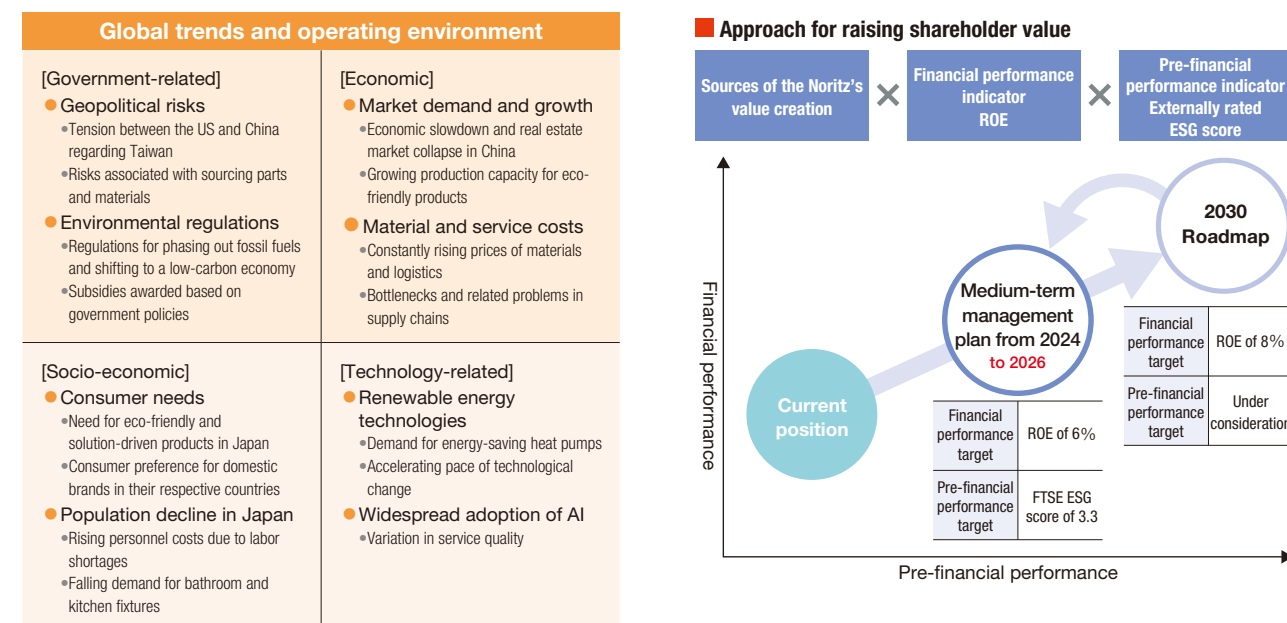 Global trends and operating environment
[Government-related]
● Geopolitical risks
●Tension between the US and China
regarding Taiwan
●Risks associated with sourcing parts
and materials
● Environmental regulations
●Regulations for phasing out fossil fuels
and shifting to a low-carbon economy
●Subsidies awarded based on
government policies
[Economic]
● Market demand and growth
●Economic slowdown and real estate
market collapse in China
●Growing production capacity for eco-
friendly products
● Material and service costs
●Constantly rising prices of materials
and logistics
●Bottlenecks and related problems in
supply chains
[Socio-economic]
● Consumer needs
●Need for eco-friendly and
solution-driven products in Japan
●Consumer preference for domestic
brands in their respective countries
● Population decline in Japan
●Rising personnel costs due to labor
shortages
●Falling demand for bathroom and
kitchen fixtures
[Technology-related]
● Renewable energy
technologies
●Demand for energy-saving heat pumps
●Accelerating pace of technological
change
● Widespread adoption of AI
●Variation in service quality
Approach for raising shareholder value
Sources of the Noritz's
value creation
×
Financial performance
indicator
ROE
×
Pre-financial
performance indicator
Externally rated
ESG score
Financial performance
2030
Roadmap
Medium-term
management
plan from 2024
to 2026
Current
position
Financial
performance
target
ROE of 8%
Pre-financial
performance
target
Under
consideration
Financial
performance
target
ROE of 6%
Pre-financial
performance
target
FTSE ESG
score of 3.3
Pre-financial performance